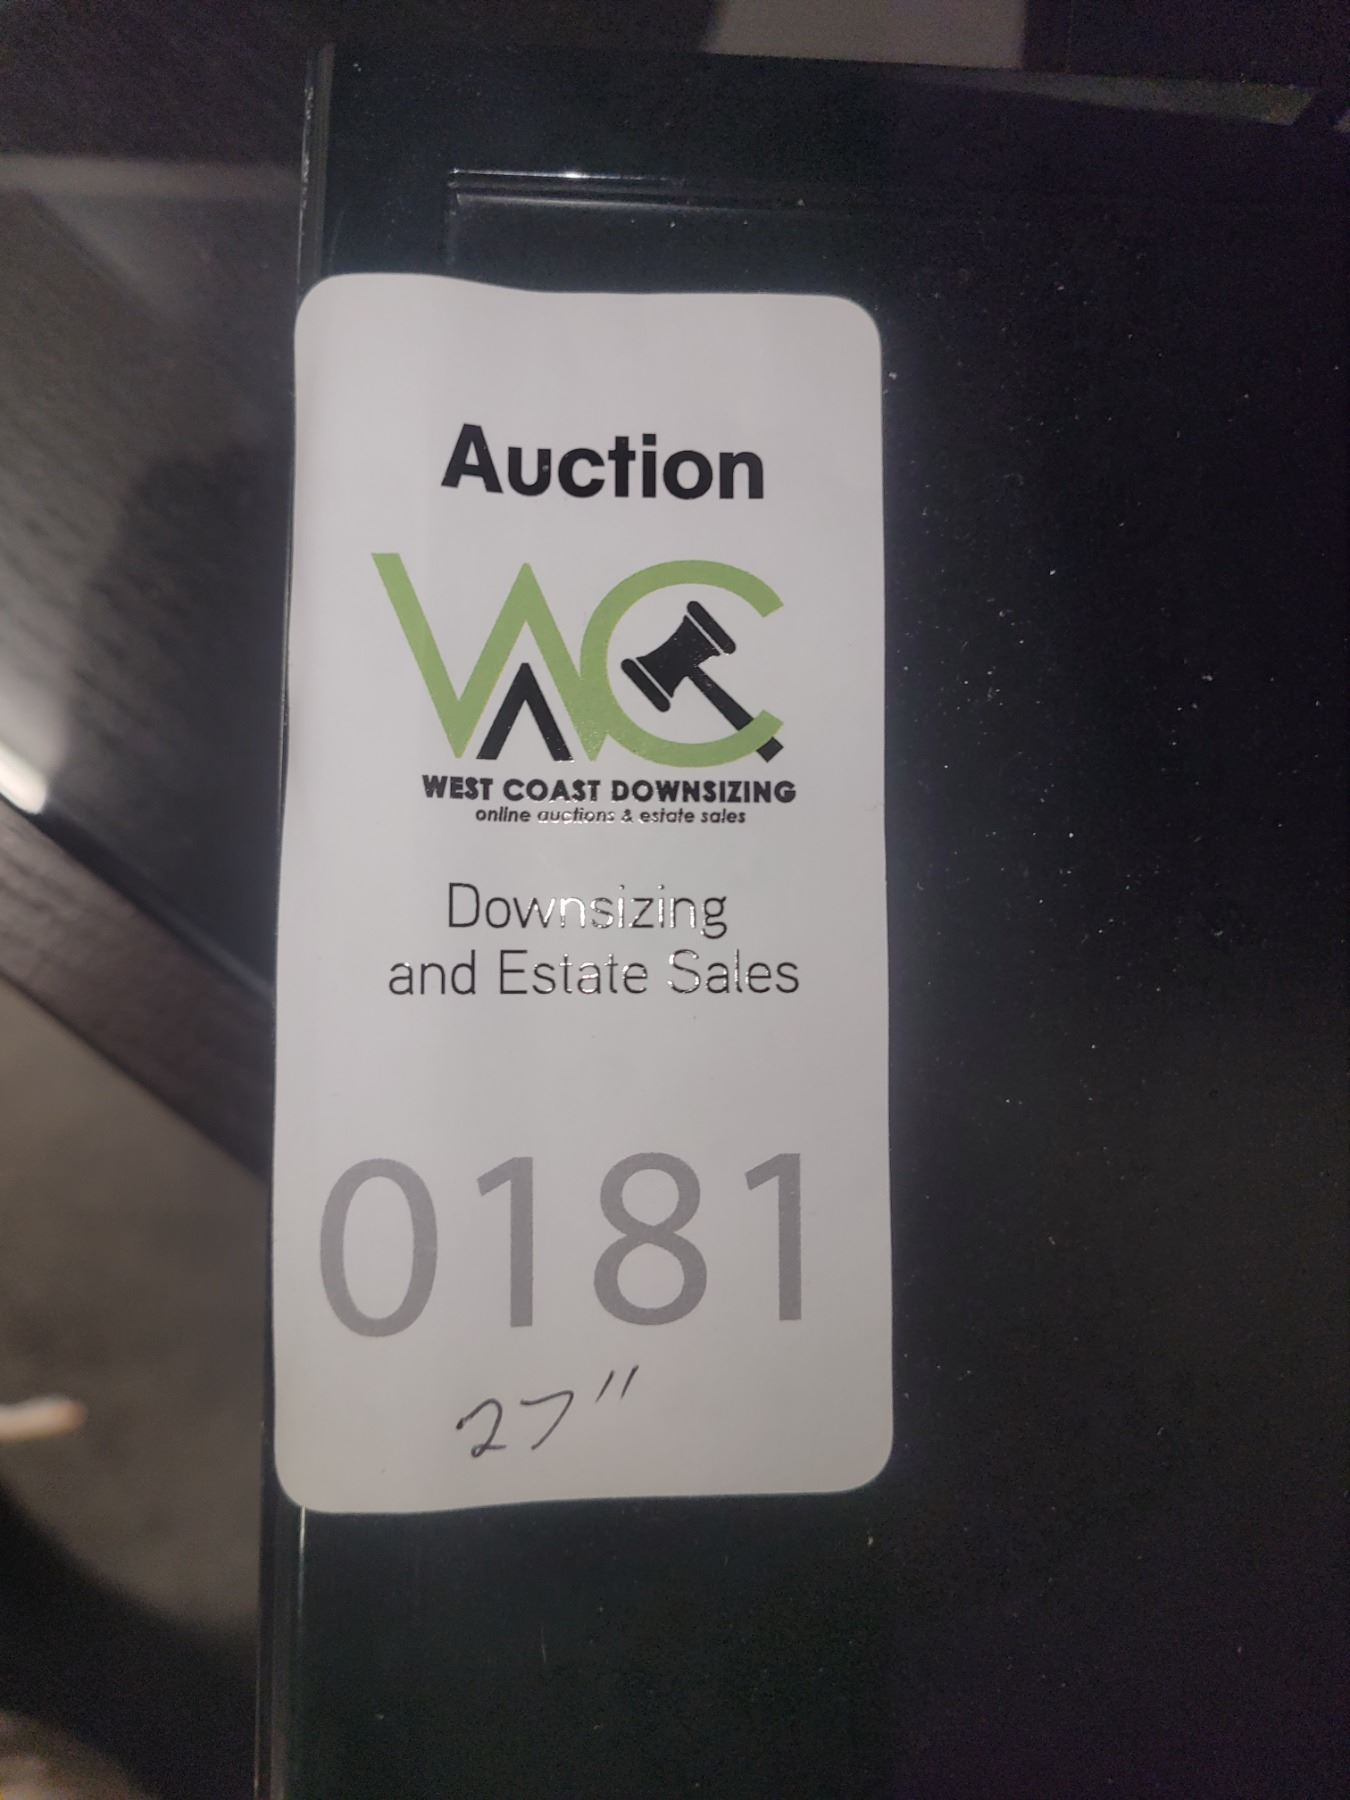 Auction
WC
WEST COAST DOWNSIZING
online auctions & estate sales
Downsizing
and Estate Sales
0181
27"